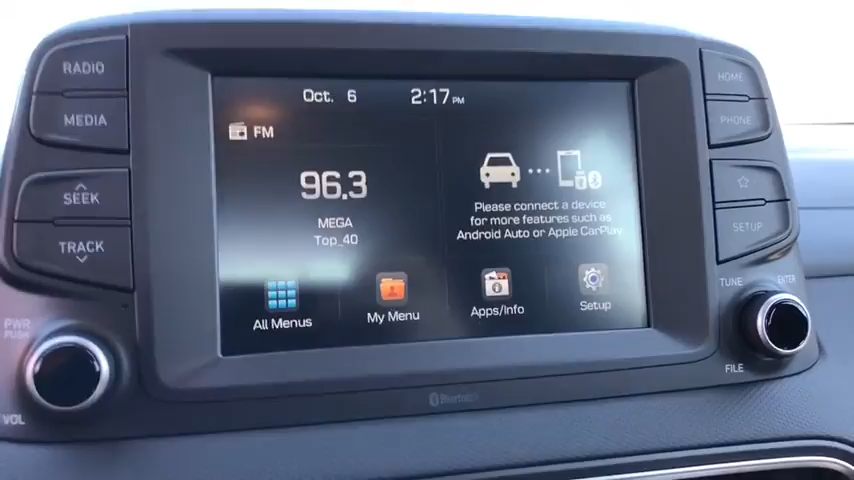 RADIO
MEDIA
SEEK
TRACK
PWR
PUSH
VOL
Oct. 6
2:17 PM
FM
96.3
MEGA
Top_40
Please connect a device
for more features such as
Android Auto or Apple CarPlay.
All Menus
My Menu
Apps/Info
Setup
Bluetooth
HOME
PHONE
SETUP
TUNE
ENTER
FILE